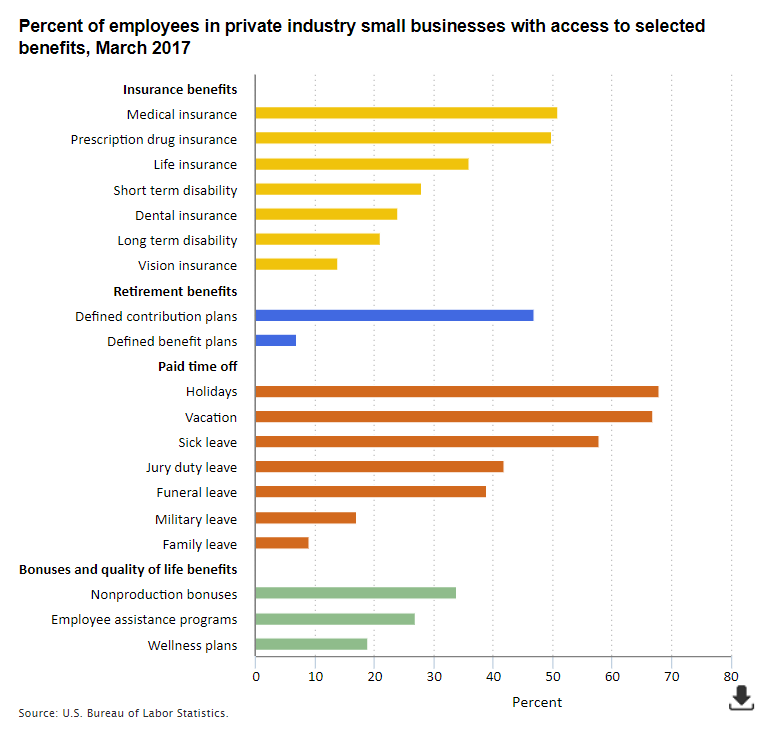 Percent of employees in private industry small businesses with access to selected
benefits, March 2017
Insurance benefits
Medical insurance
Prescription drug insurance
Life insurance
Short term disability
Dental insurance
Long term disability
Vision insurance
Retirement benefits
Defined contribution plans
Defined benefit plans
Paid time off
Holidays
Vacation
Sick leave
Jury duty leave
Funeral leave
Military leave
Family leave
Bonuses and quality of life benefits
Nonproduction bonuses
Employee assistance programs
Wellness plans
0 10 20 30 40 50 60 70 80
Percent
Source: U.S. Bureau of Labor Statistics.